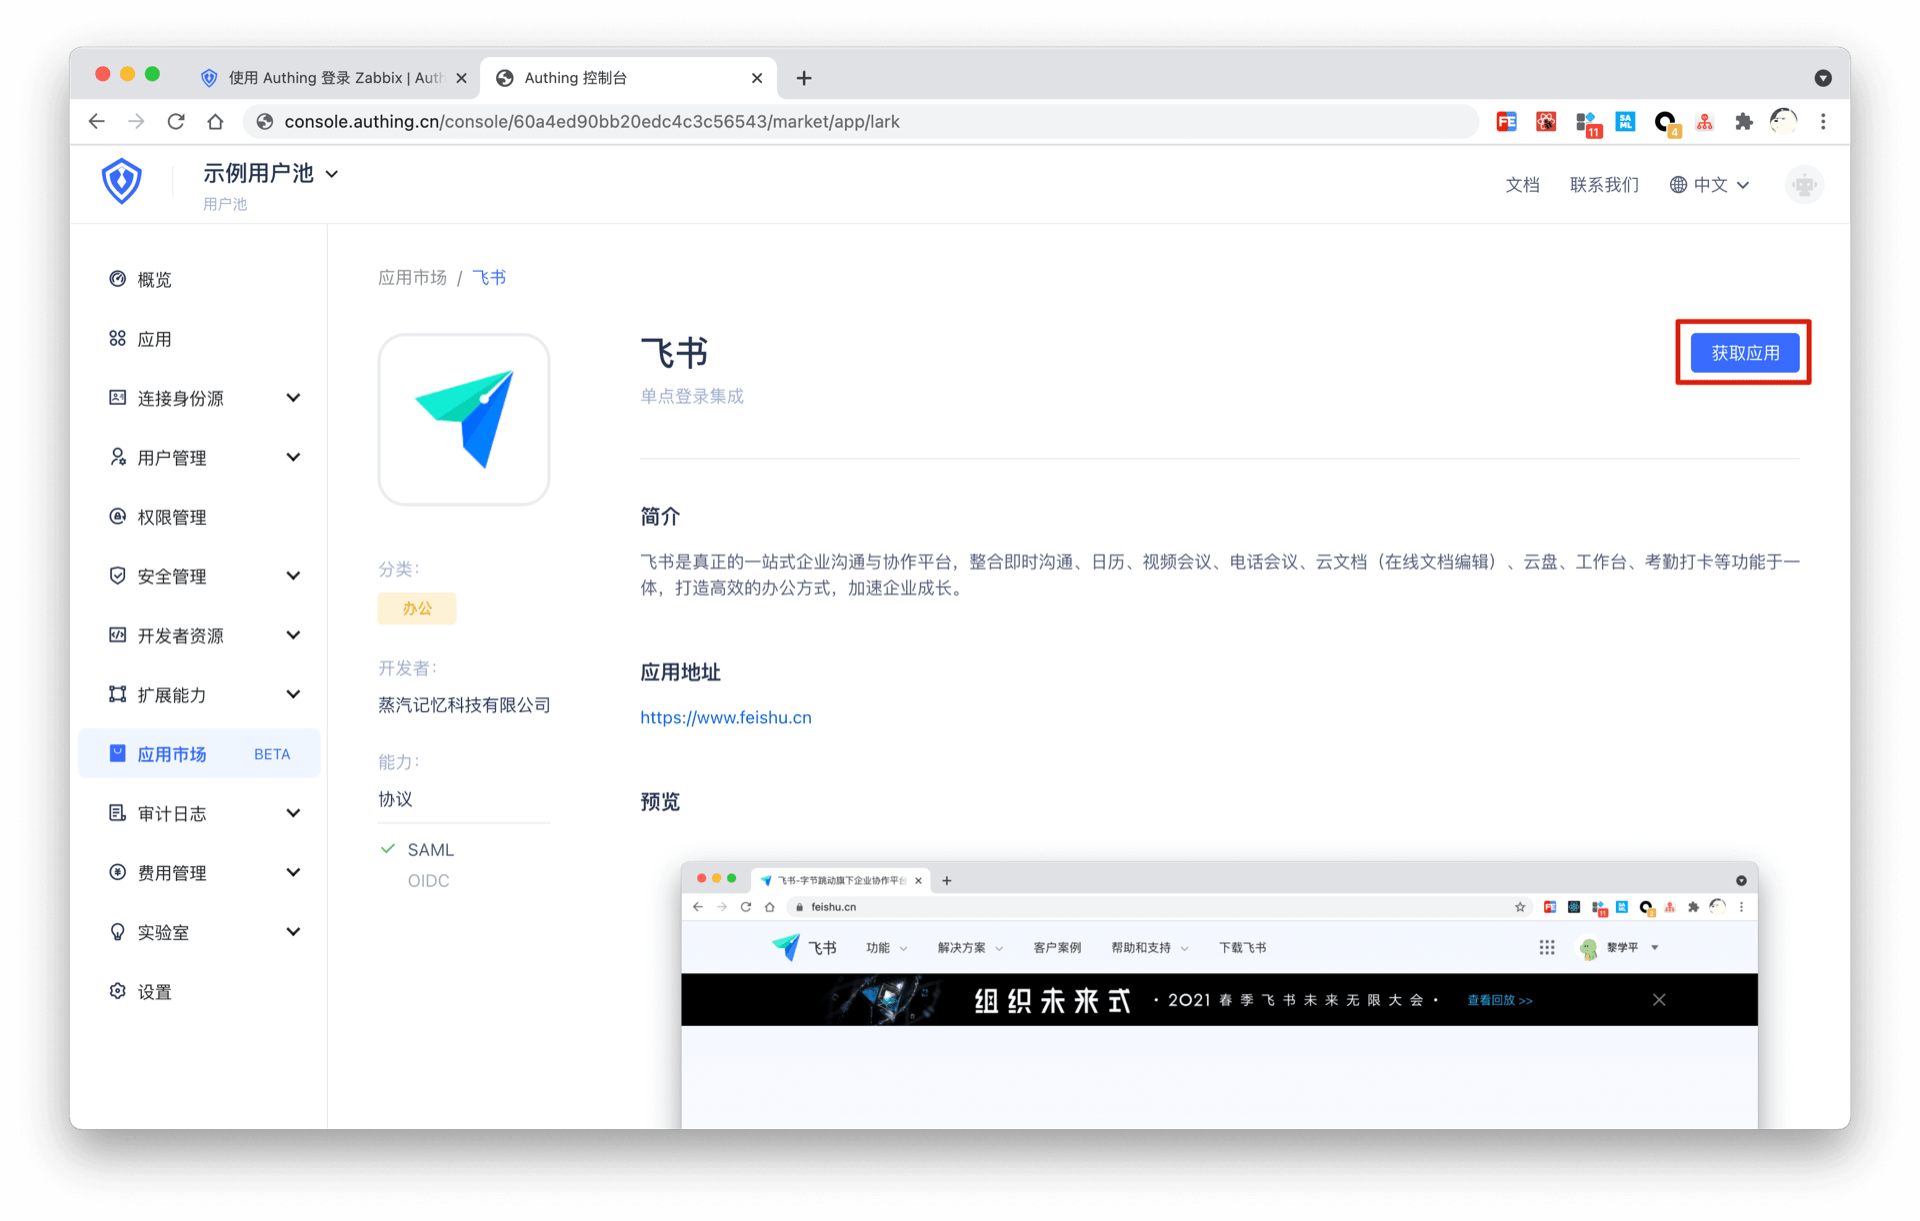 使用 Authing 登录 Zabbix | Auth
Authing 控制台
console.authing.cn/console/60a4ed90bb20edc4c3c56543/market/app/lark
FE
11
SA
ML
4
示例用户池
用户池
文档
联系我们
中文
概览
应用
连接身份源
用户管理
权限管理
安全管理
开发者资源
扩展能力
应用市场 BETA
审计日志
费用管理
实验室
设置
应用市场 / 飞书
飞书
单点登录集成
获取应用
分类：
办公
开发者：
蒸汽记忆科技有限公司
能力：
协议
SAML
OIDC
简介
飞书是真正的一站式企业沟通与协作平台，整合即时沟通、日历、视频会议、电话会议、云文档（在线文档编辑）、云盘、工作台、考勤打卡等功能于一
体，打造高效的办公方式，加速企业成长。
应用地址
https://www.feishu.cn
预览
飞书-字节跳动旗下企业协作平台
feishu.cn
FE
11
飞书
功能
解决方案
客户案例
帮助和支持
下载飞书
黎学平
组织未来式
·2021春季飞书未来无限大会·
查看回放 >>